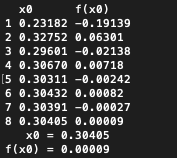 x0 f(x0)
1 0.23182 -0.19139
2 0.32752 0.06301
3 0.29601 -0.02138
4 0.30670 0.00718
5 0.30311 -0.00242
6 0.30432 0.00082
7 0.30391 -0.00027
8 0.30405 0.00009
x0 = 0.30405
f(x0) = 0.00009